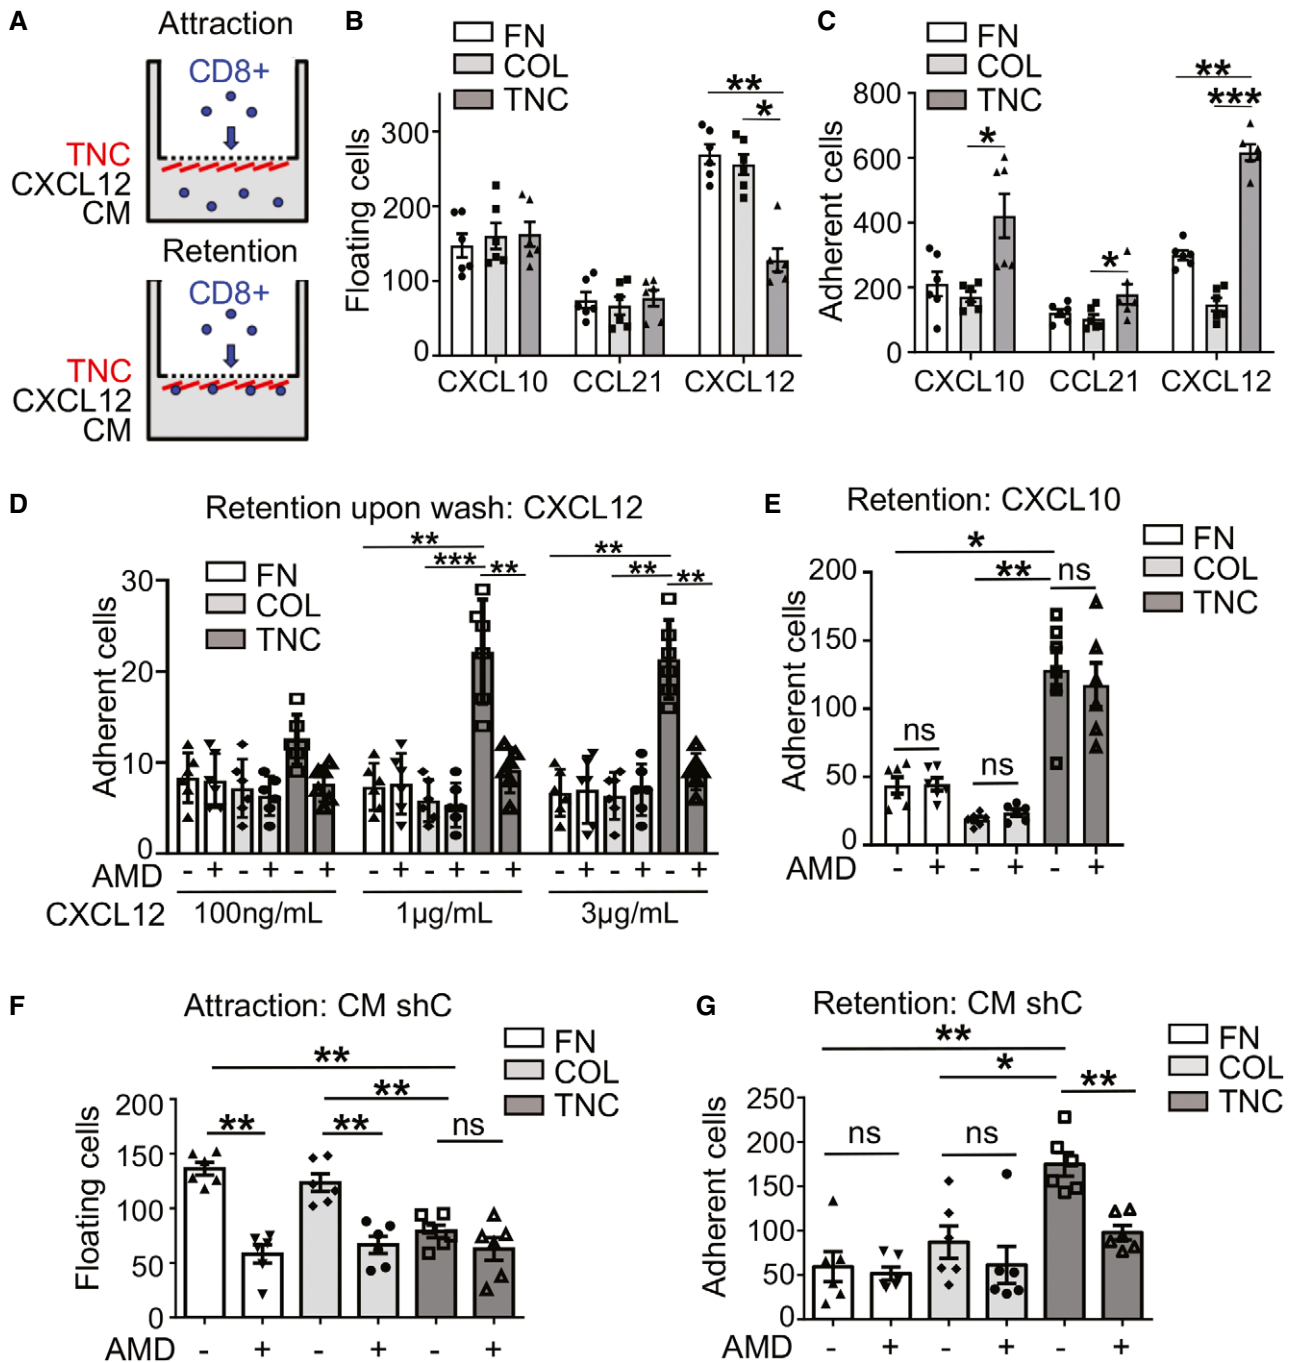 A
Attraction
CD8+
TNC
CXCL12
CM
Retention
CD8+
TNC
CXCL12
CM
B
FN
COL
TNC
Floating cells
300
200
100
0
** *
CXCL10 CCL21 CXCL12
C
FN
COL
TNC
Adherent cells
800
600
400
200
0
* * ** ***
CXCL10 CCL21 CXCL12
D
Retention upon wash: CXCL12
FN
COL
TNC
Adherent cells
30
20
10
0
** *** ** ** ** **
AMD - + - + - + - + - + - + - + - + - +
CXCL12 100ng/mL 1µg/mL 3µg/mL
E
Retention: CXCL10
FN
COL
TNC
Adherent cells
200
150
100
50
0
* ** ns
ns ns
AMD - + - + - +
F
Attraction: CM shC
FN
COL
TNC
Floating cells
200
150
100
50
0
**
**
** ** ns
AMD - + - + - +
G
Retention: CM shC
FN
COL
TNC
Adherent cells
250
200
150
100
50
0
**
* **
ns ns
AMD - + - + - +